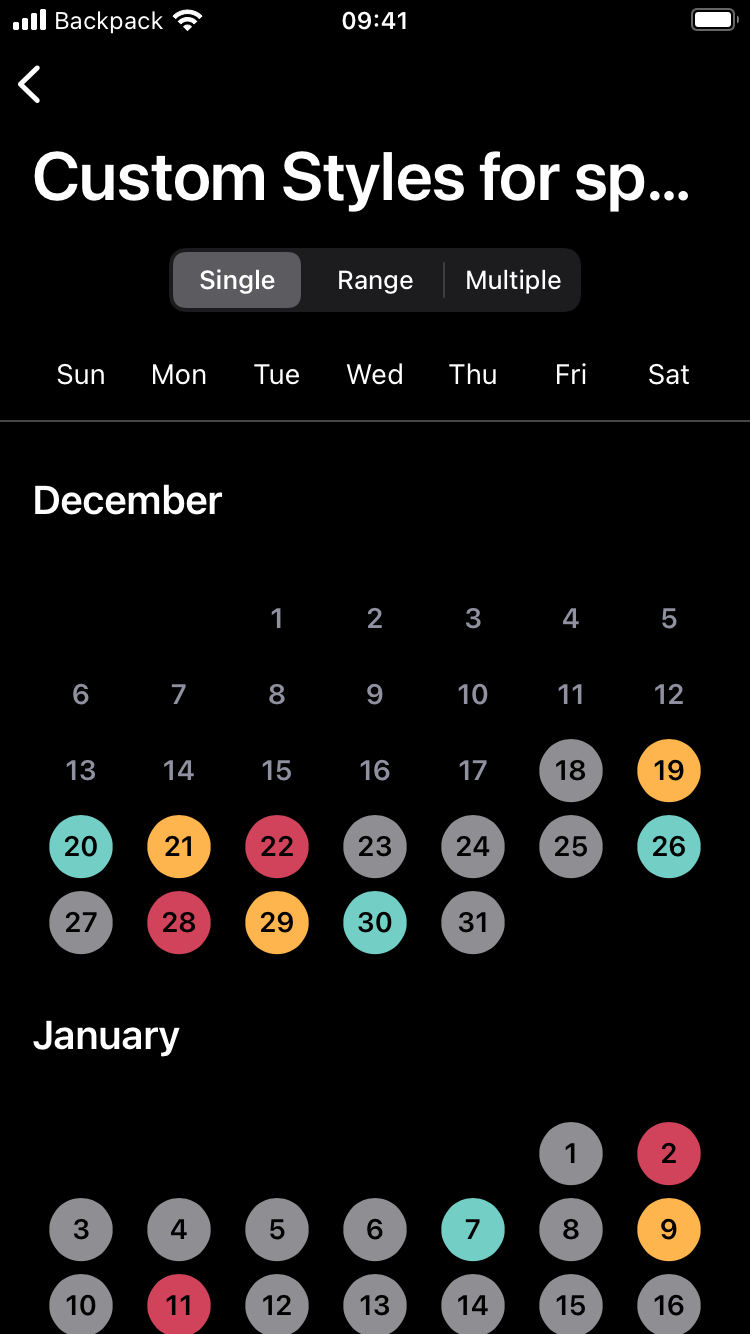 Backpack 09:41
Custom Styles for sp...
Single Range Multiple
Sun Mon Tue Wed Thu Fri Sat
December
1 2 3 4 5
6 7 8 9 10 11 12
13 14 15 16 17 18 19
20 21 22 23 24 25 26
27 28 29 30 31
January
1 2
3 4 5 6 7 8 9
10 11 12 13 14 15 16